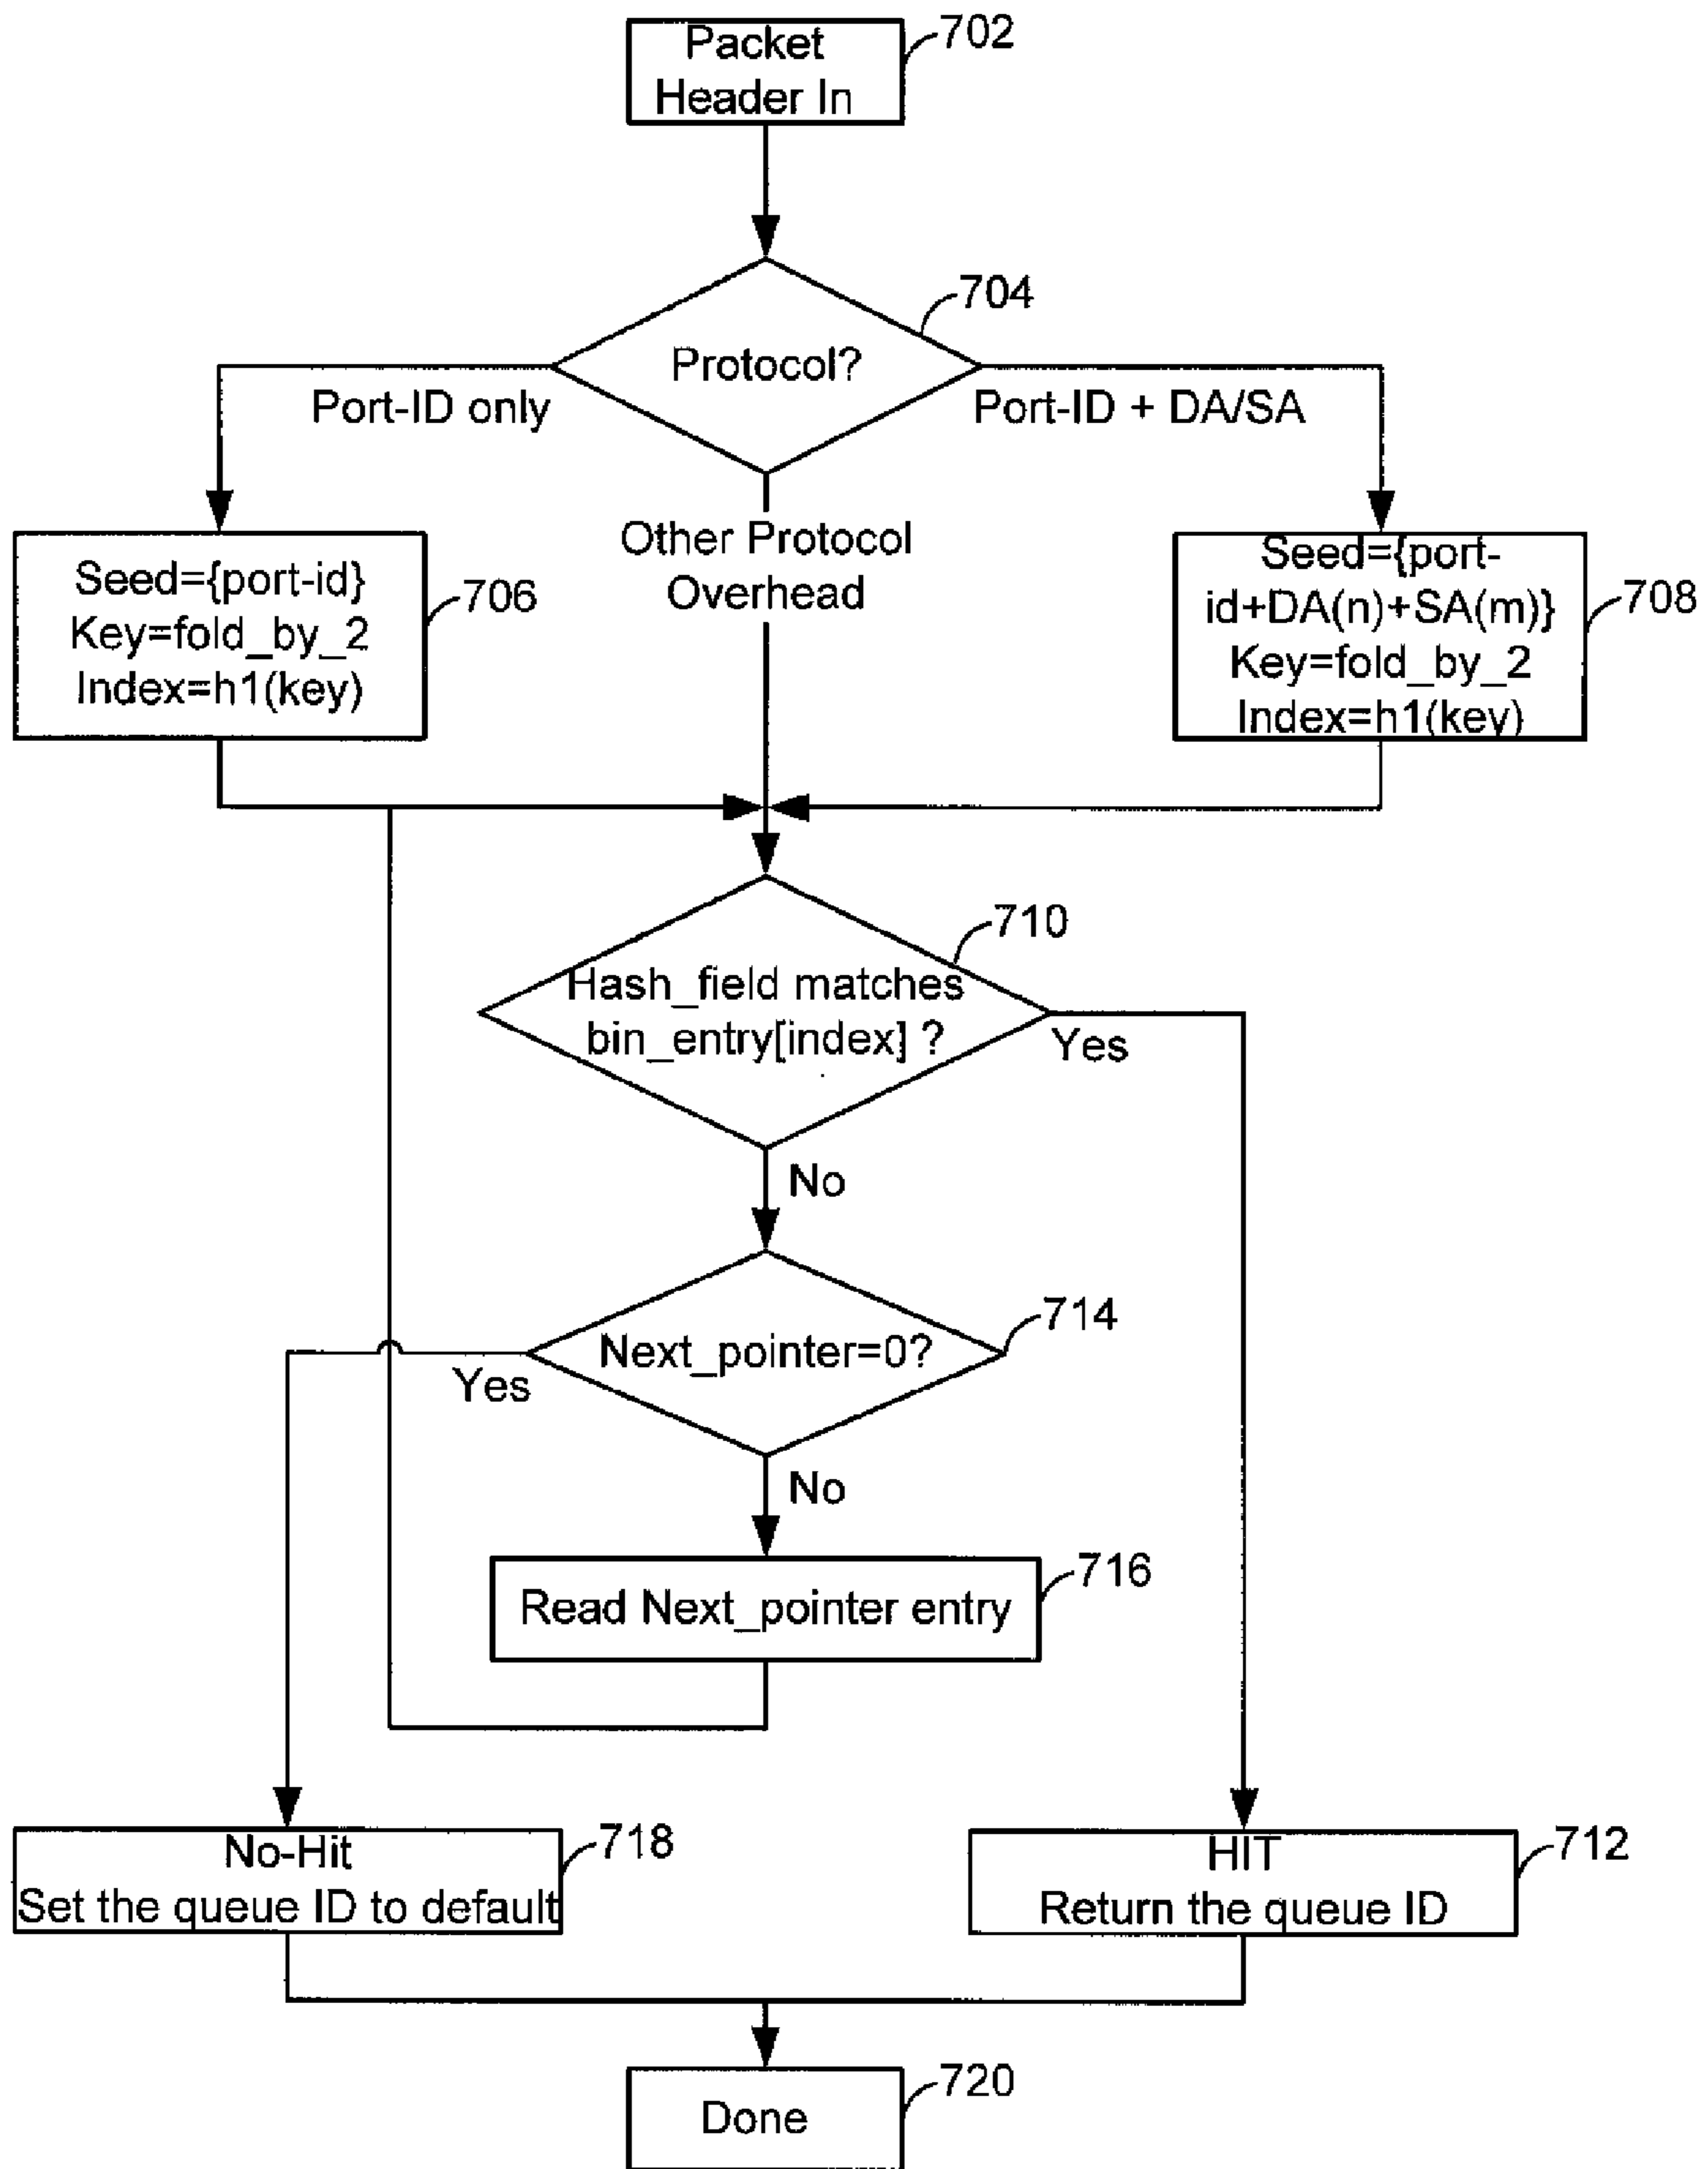 Packet
Header In
702
704
Protocol?
Port-ID only
Port-ID + DA/SA
Other Protocol
Overhead
Seed={port-id}
Key=fold_by_2
Index=h1(key)
706
Seed={port-
id+DA(n)+SA(m)}
Key=fold_by_2
Index=h1(key)
708
710
Hash_field matches
bin_entry[index] ?
Yes
No
714
Next_pointer=0?
Yes
No
716
Read Next_pointer entry
No-Hit
Set the queue ID to default
718
HIT
Return the queue ID
712
Done
720